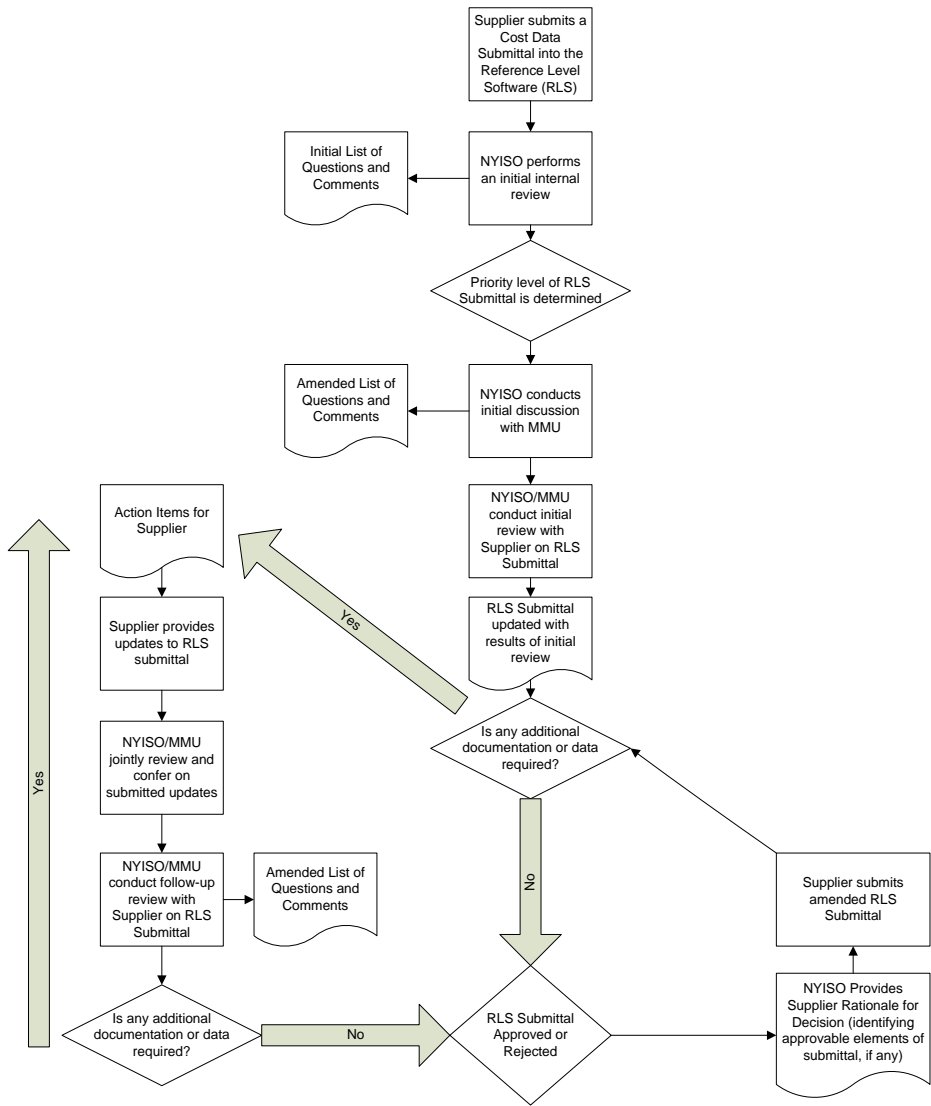 Supplier submits a
Cost Data
Submittal into the
Reference Level
Software (RLS)
Initial List of
Questions and
Comments
NYISO performs
an initial internal
review
Priority level of RLS
Submittal is determined
Amended List of
Questions and
Comments
NYISO conducts
initial discussion
with MMU
NYISO/MMU
conduct initial
review with
Supplier on RLS
Submittal
RLS Submittal
updated with
results of initial
review
Is any additional
documentation or data
required?
Yes
No
Action Items for
Supplier
Supplier provides
updates to RLS
submittal
NYISO/MMU
jointly review and
confer on
submitted updates
NYISO/MMU
conduct follow-up
review with
Supplier on RLS
Submittal
Amended List of
Questions and
Comments
Is any additional
documentation or data
required?
Yes
No
RLS Submittal
Approved or
Rejected
NYISO Provides
Supplier Rationale for
Decision (identifying
approvable elements of
submittal, if any)
Supplier submits
amended RLS
Submittal